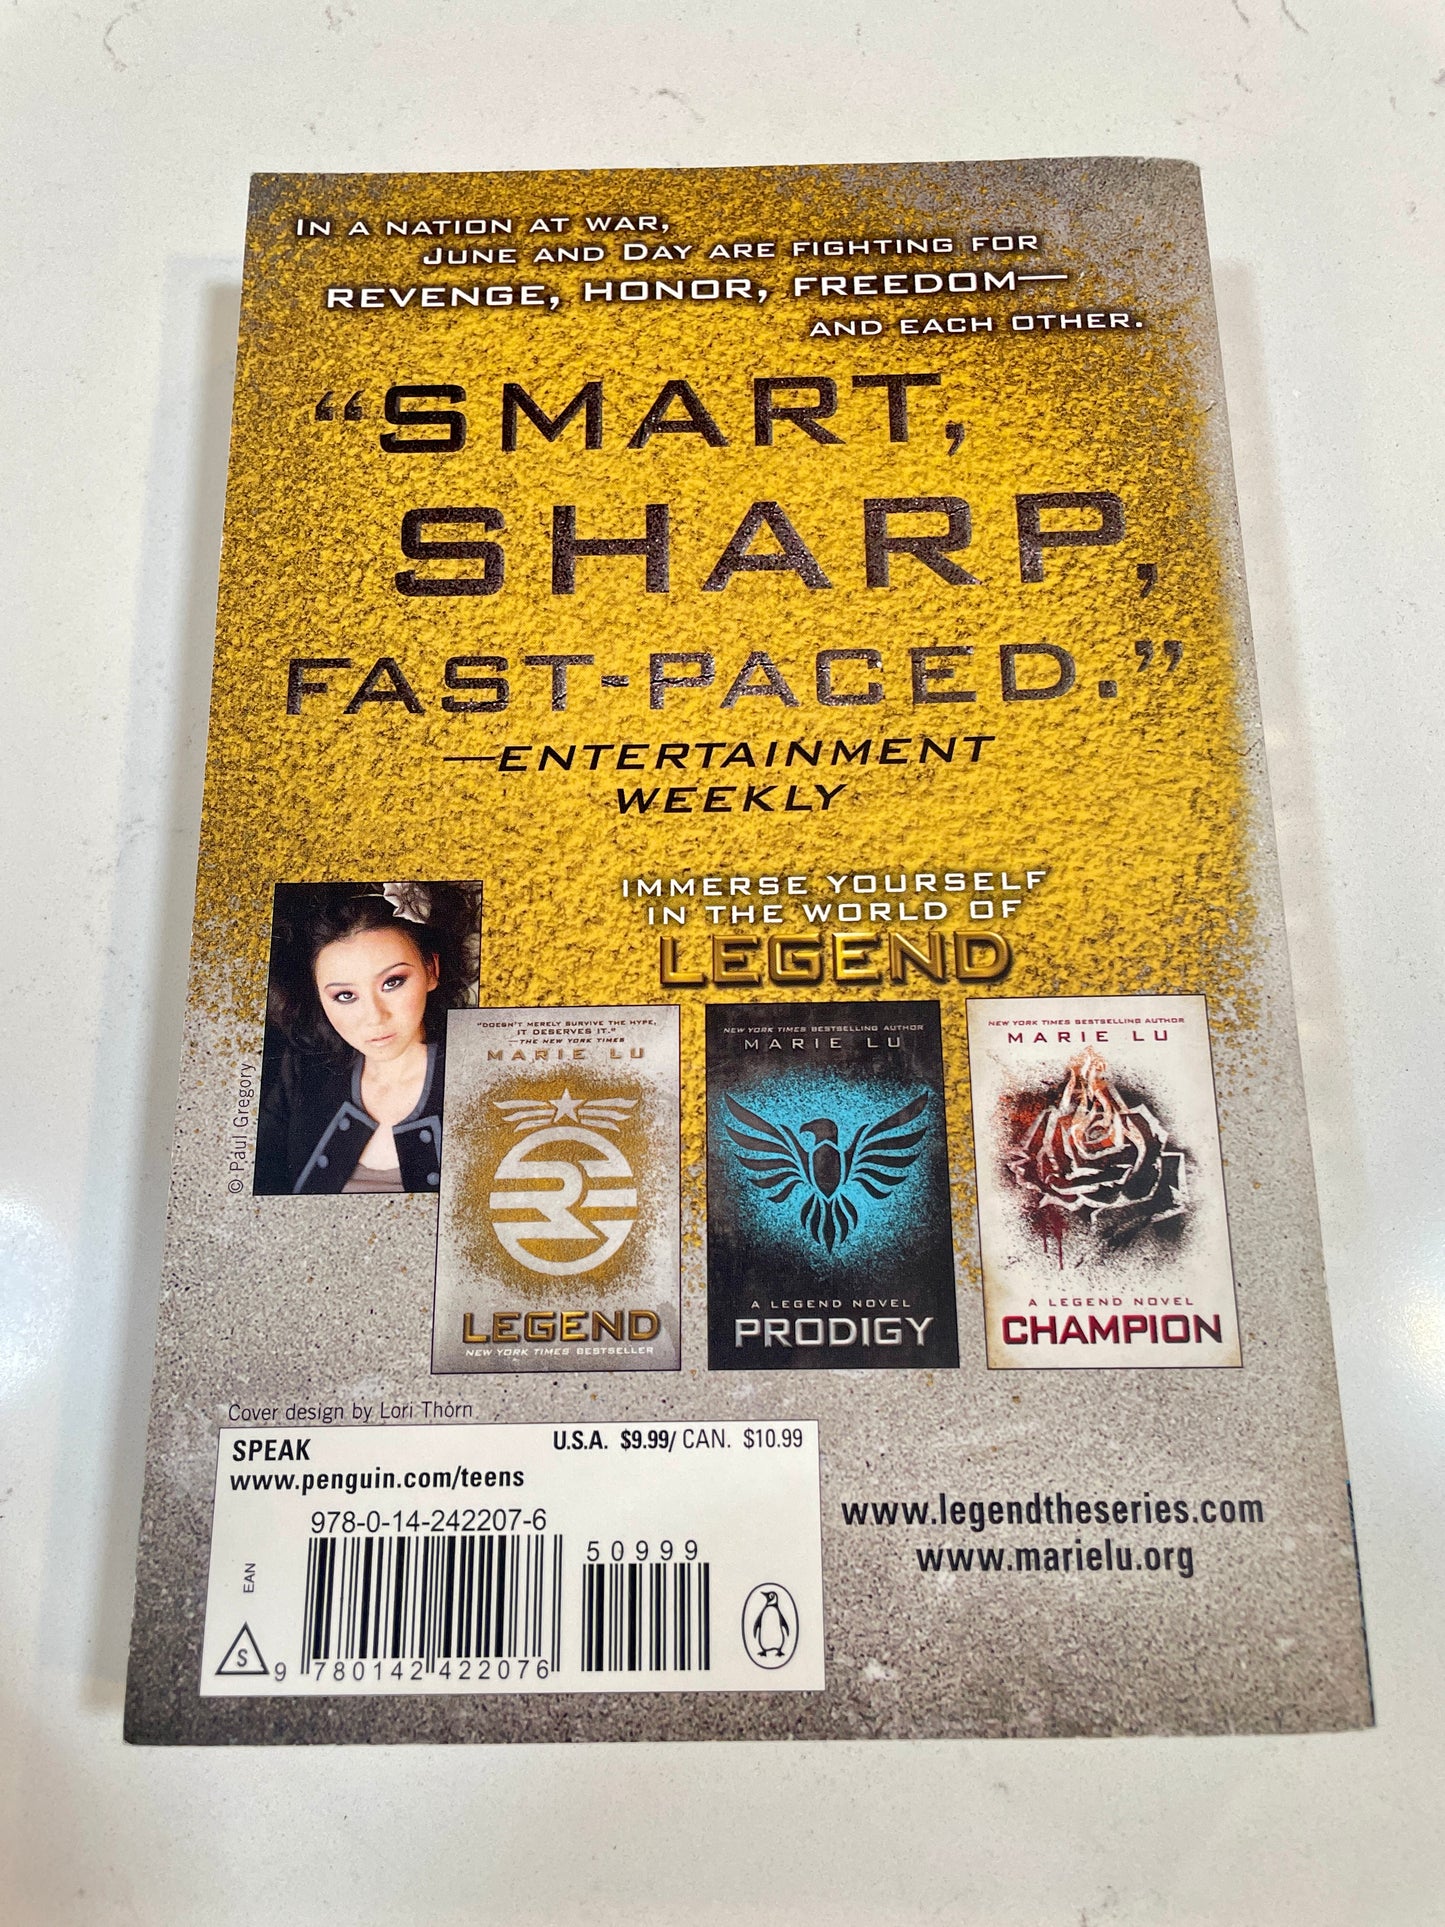 IN A NATION AT WAR,
JUNE AND DAY ARE FIGHTING FOR
REVENGE, HONOR, FREEDOM—
AND EACH OTHER.
“SMART,
SHARP,
FAST-PACED.”
—ENTERTAINMENT
WEEKLY
IMMERSE YOURSELF
IN THE WORLD OF
LEGEND
© Paul Gregory
"DOESN'T MERELY SURVIVE THE HYPE,
IT DESERVES IT."
—THE NEW YORK TIMES
MARIE LU
LEGEND
NEW YORK TIMES BESTSELLER
NEW YORK TIMES BESTSELLING AUTHOR
MARIE LU
A LEGEND NOVEL
PRODIGY
NEW YORK TIMES BESTSELLING AUTHOR
MARIE LU
A LEGEND NOVEL
CHAMPION
Cover design by Lori Thorn
SPEAK
U.S.A. $9.99/ CAN. $10.99
www.penguin.com/teens
978-0-14-242207-6
50999
EAN
S
9 780142 422076
www.legendtheseries.com
www.marielu.org